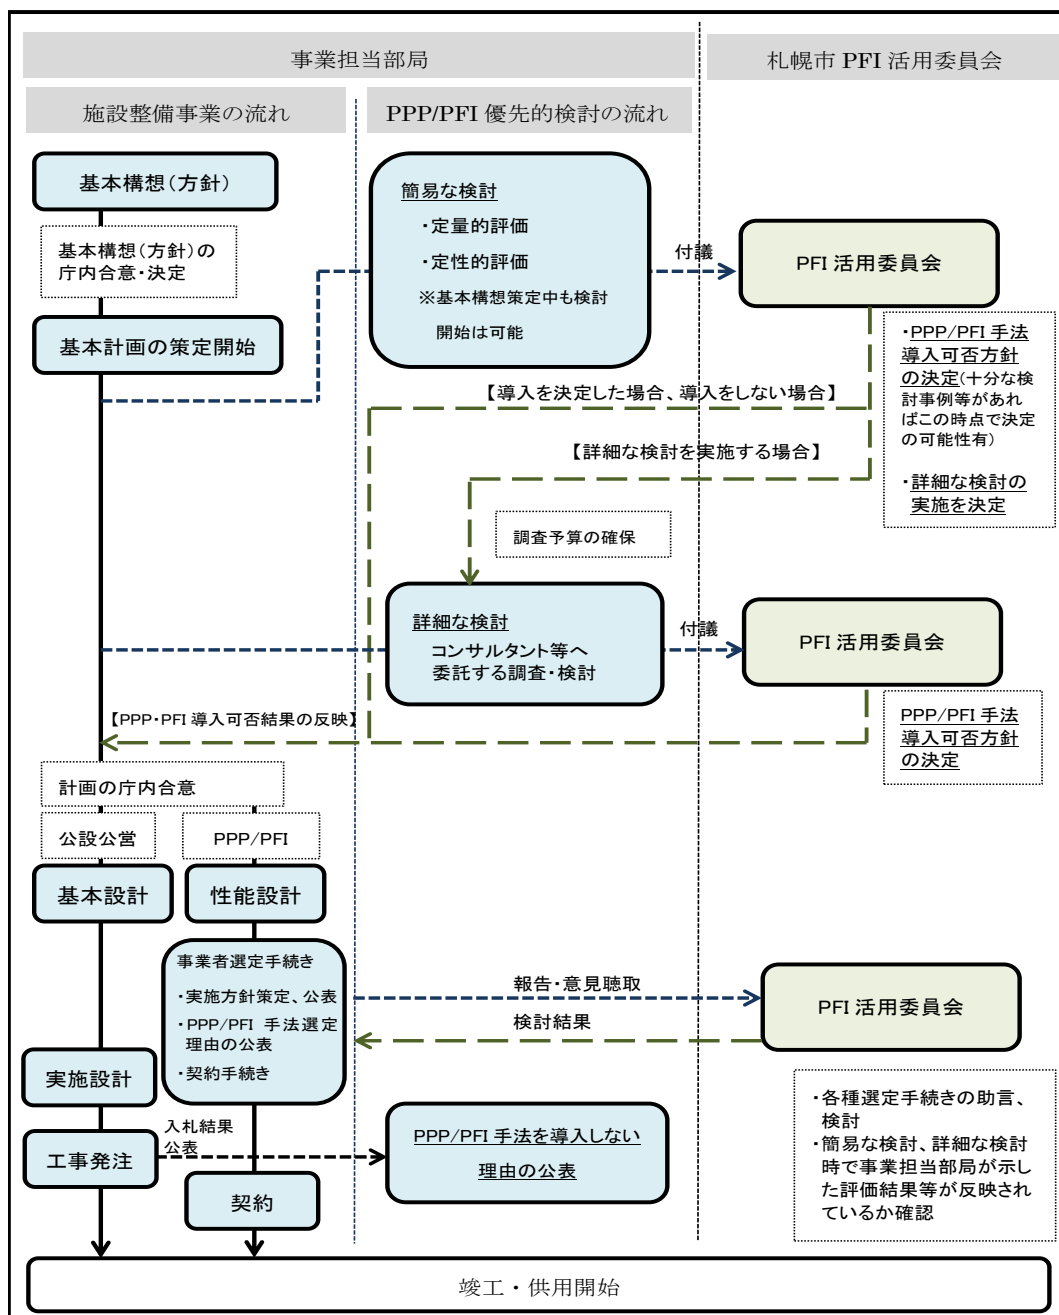 事業担当部局
札幌市 PFI 活用委員会
施設整備事業の流れ
PPP/PFI 優先的検討の流れ
基本構想(方針)
基本構想(方針)の
庁内合意・決定
基本計画の策定開始
簡易な検討
・定量的評価
・定性的評価
※基本構想策定中も検討
開始は可能
付議
PFI 活用委員会
・PPP/PFI 手法
導入可否方針
の決定(十分な検
討事例等があれ
ばこの時点で決定
の可能性有)
・詳細な検討の
実施を決定
【導入を決定した場合、導入をしない場合】
【詳細な検討を実施する場合】
調査予算の確保
詳細な検討
コンサルタント等へ
委託する調査・検討
付議
PFI 活用委員会
PPP/PFI 手法
導入可否方針
の決定
【PPP・PFI 導入可否結果の反映】
計画の庁内合意
公設公営
PPP/PFI
基本設計
性能設計
事業者選定手続き
・実施方針策定、公表
・PPP/PFI 手法選定
理由の公表
・契約手続き
報告・意見聴取
検討結果
PFI 活用委員会
・各種選定手続きの助言、
検討
・簡易な検討、詳細な検討
時で事業担当部局が示し
た評価結果等が反映され
ているか確認
実施設計
工事発注
入札結果
公表
PPP/PFI 手法を導入しない
理由の公表
契約
竣工・供用開始